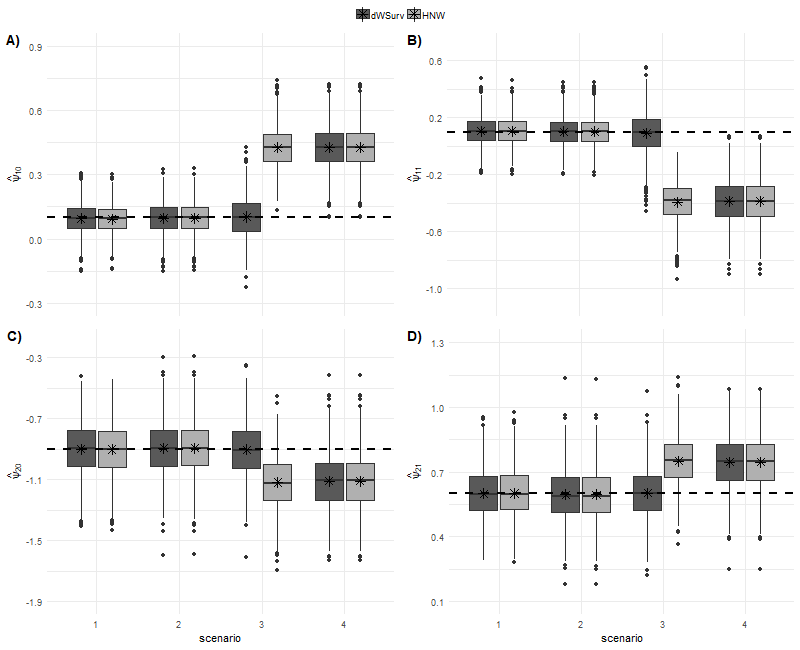 dWSurv HNW
A)
0.9
0.6
0.3
0.0
-0.3
ψ̂10
B)
0.6
0.2
-0.2
-0.6
-1.0
ψ̂11
C)
-0.3
-0.7
-1.1
-1.5
-1.9
ψ̂20
1 2 3 4
scenario
D)
1.3
1.0
0.7
0.4
0.1
ψ̂21
1 2 3 4
scenario